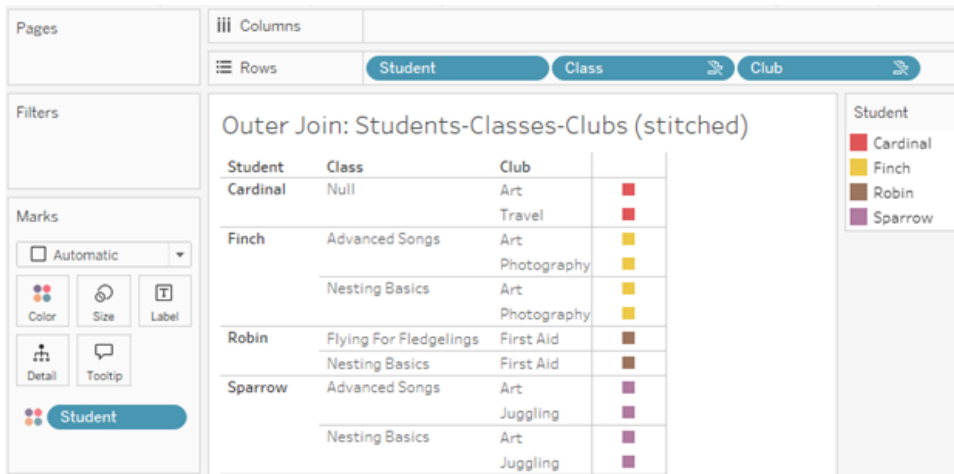 Pages
Columns
Rows Student Class Club
Filters
Outer Join: Students-Classes-Clubs (stitched)
Student Class Club
Cardinal Null Art
Travel
Finch Advanced Songs Art
Photography
Nesting Basics Art
Photography
Robin Flying For Fledgelings First Aid
Nesting Basics First Aid
Sparrow Advanced Songs Art
Juggling
Nesting Basics Art
Juggling
Marks
Automatic
Color Size Label
Detail Tooltip
Student
Student
Cardinal
Finch
Robin
Sparrow